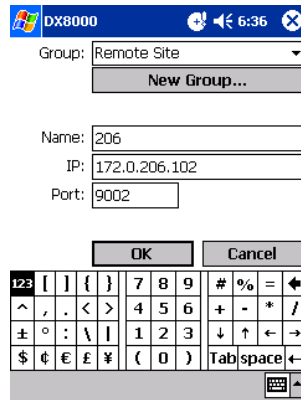 DX8000 6:36
Group: Remote Site
New Group...
Name: 206
IP: 172.0.206.102
Port: 9002
OK Cancel
123 [ ] { } 7 8 9 # % =
^ , . < > 4 5 6 + - * /
± ° : \ | 1 2 3 ↓ ↑ ← →
$ ¢ € £ ¥ ( 0 ) Tab space ←